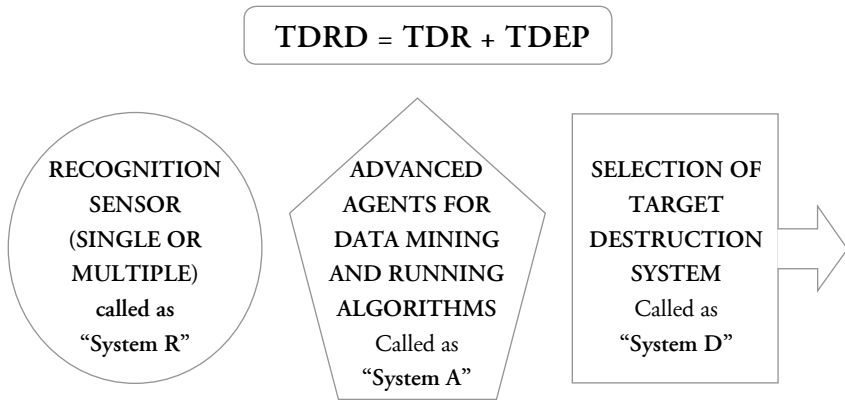 TDRD = TDR + TDEP
RECOGNITION
SENSOR
(SINGLE OR
MULTIPLE)
called as
“System R”
ADVANCED
AGENTS FOR
DATA MINING
AND RUNNING
ALGORITHMS
Called as
“System A”
SELECTION OF
TARGET
DESTRUCTION
SYSTEM
Called as
“System D”